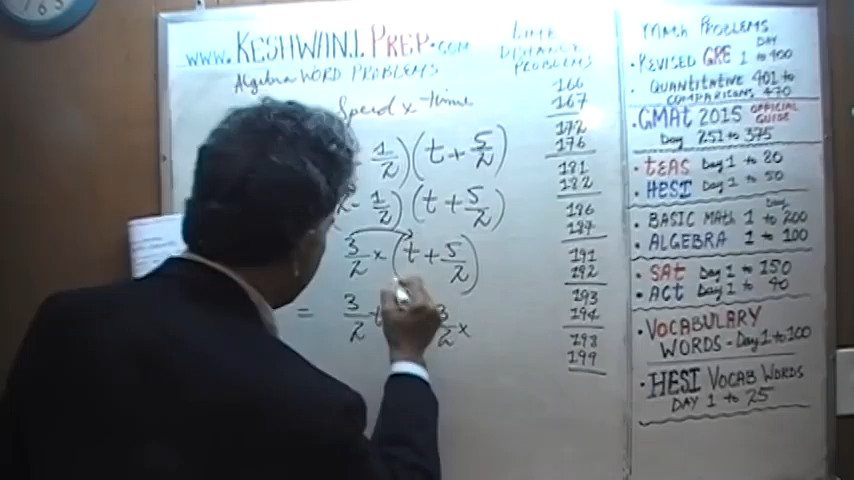 WWW. KESHWANI.PREP.COM
Algebra WORD PROBLEMS
Speed x time
1/2)(t + 5/2)
2 - 1/2)(t + 5/2)
3/2 × (t + 5/2)
= 3/2 t 3/2 ×
TIME
DISTANCE
PROBLEMS
166
167
172
176
181
182
186
187
191
192
193
194
198
199
MATH PROBLEMS
• REVISED GRE Day 1 to 400
• QUANTITATIVE 401 to
COMPARISONS 470
• GMAT 2015 OFFICIAL GUIDE
Day 251 to 375
• TEAS Day 1 to 20
• HESI Day 1 to 50
• BASIC MATH Day 1 to 200
• ALGEBRA 1 to 100
• SAT Day 1 to 150
• ACT Day 1 to 90
• VOCABULARY
WORDS - Day 1 to 100
• HESI VOCAB WORDS
DAY 1 to 25